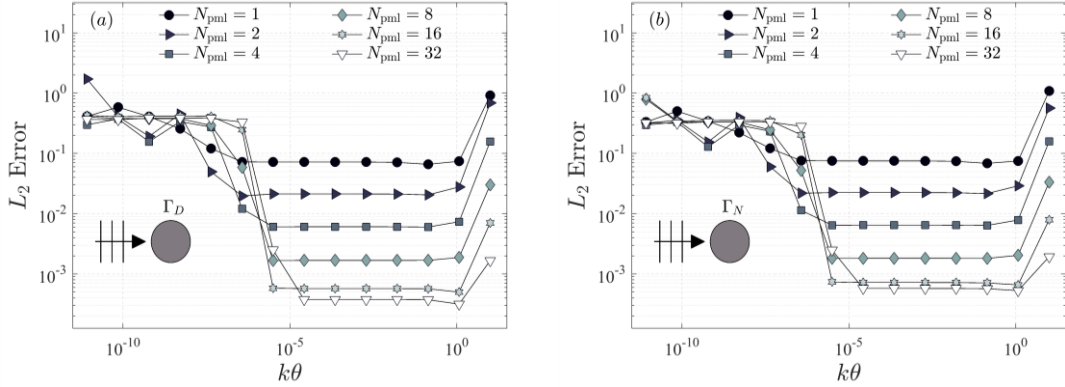 (a)
N_pml = 1
N_pml = 2
N_pml = 4
N_pml = 8
N_pml = 16
N_pml = 32
10^1
10^0
10^-1
10^-2
10^-3
L_2 Error
Γ_D
10^-10
10^-5
10^0
kθ
(b)
N_pml = 1
N_pml = 2
N_pml = 4
N_pml = 8
N_pml = 16
N_pml = 32
10^1
10^0
10^-1
10^-2
10^-3
L_2 Error
Γ_N
10^-10
10^-5
10^0
kθ